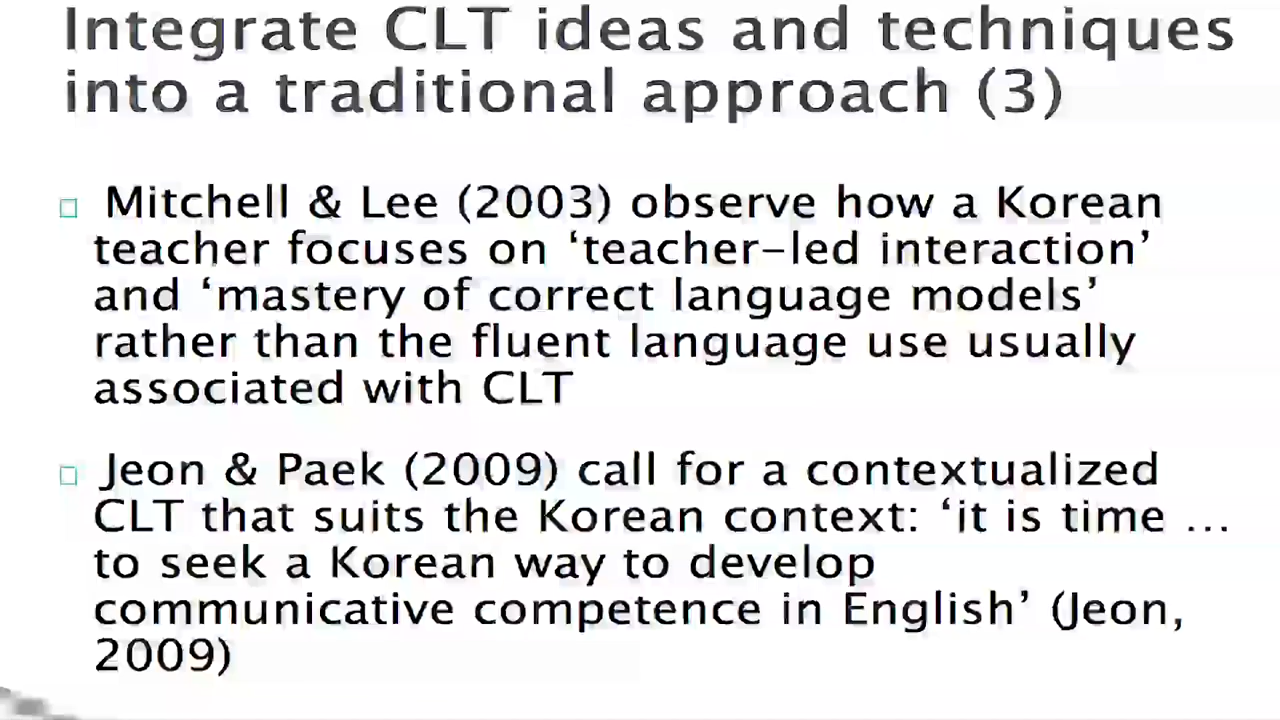 Integrate CLT ideas and techniques
into a traditional approach (3)
Mitchell & Lee (2003) observe how a Korean
teacher focuses on ‘teacher–led interaction’
and ‘mastery of correct language models’
rather than the fluent language use usually
associated with CLT
Jeon & Paek (2009) call for a contextualized
CLT that suits the Korean context: ‘it is time ...
to seek a Korean way to develop
communicative competence in English’ (Jeon,
2009)